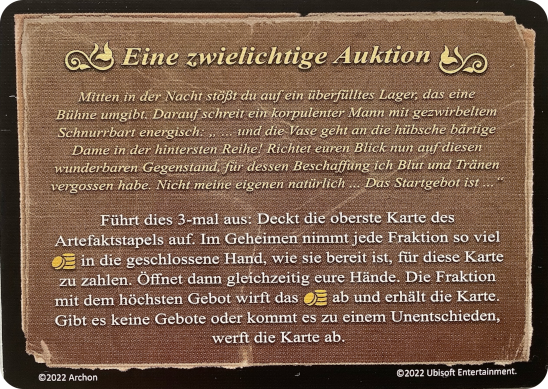 Eine zwielichtige Auktion
Mitten in der Nacht stößt du auf ein überfülltes Lager, das eine
Bühne umgibt. Darauf schreit ein korpulenter Mann mit gezwirbeltem
Schnurrbart energisch: „ ... und die Vase geht an die hübsche bärtige
Dame in der hintersten Reihe! Richtet euren Blick nun auf diesen
wunderbaren Gegenstand, für dessen Beschaffung ich Blut und Tränen
vergossen habe. Nicht meine eigenen natürlich ... Das Startgebot ist ...“
Führt dies 3-mal aus: Deckt die oberste Karte des
Artefaktstapels auf. Im Geheimen nimmt jede Fraktion so viel
in die geschlossene Hand, wie sie bereit ist, für diese Karte
zu zahlen. Öffnet dann gleichzeitig eure Hände. Die Fraktion
mit dem höchsten Gebot wirft das ab und erhält die Karte.
Gibt es keine Gebote oder kommt es zu einem Unentschieden,
werft die Karte ab.
©2022 Archon
©2022 Ubisoft Entertainment.